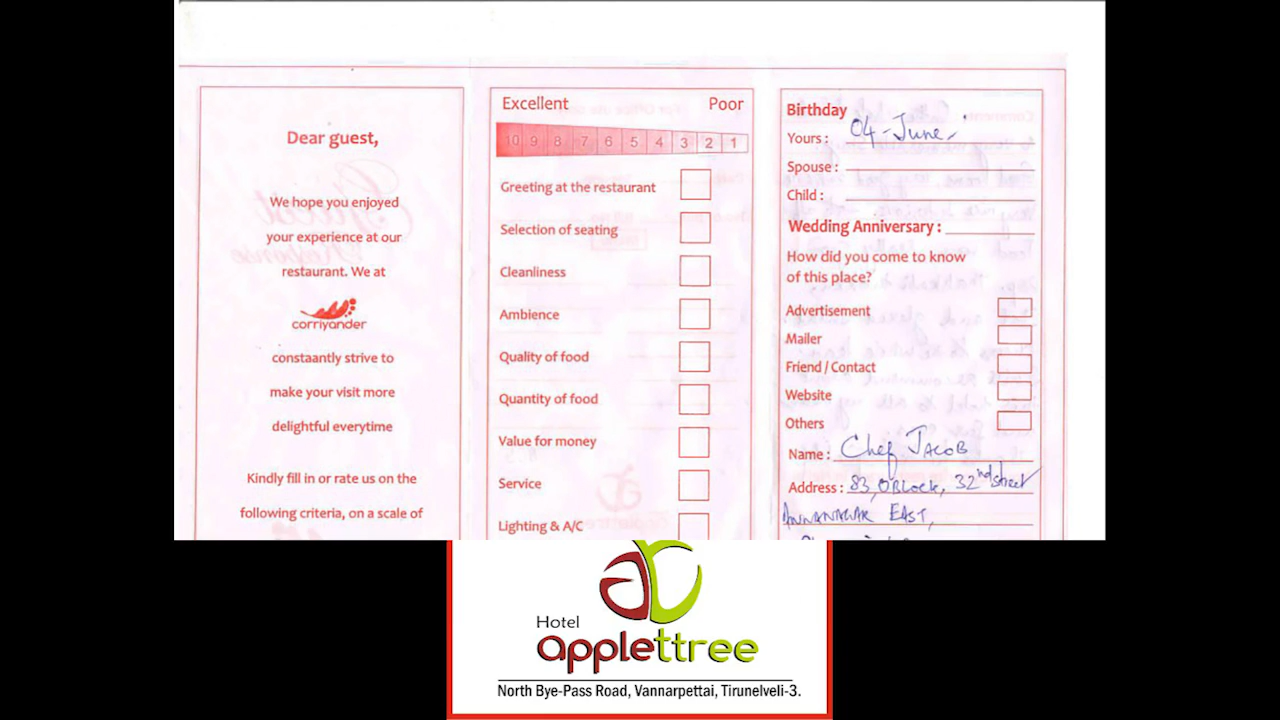 Dear guest,
We hope you enjoyed
your experience at our
restaurant. We at
corriyander
constaantly strive to
make your visit more
delightful everytime
Kindly fill in or rate us on the
following criteria, on a scale of
Excellent Poor
10 9 8 7 6 5 4 3 2 1
Greeting at the restaurant
Selection of seating
Cleanliness
Ambience
Quality of food
Quantity of food
Value for money
Service
Lighting & A/C
Birthday
Yours : 04 - June -
Spouse :
Child :
Wedding Anniversary :
How did you come to know
of this place?
Advertisement
Mailer
Friend / Contact
Website
Others
Name : Chef JACOB
Address : 83, O BLOCK, 32nd street
EAST,
Hotel
applettree
North Bye-Pass Road, Vannarpettai, Tirunelveli-3.